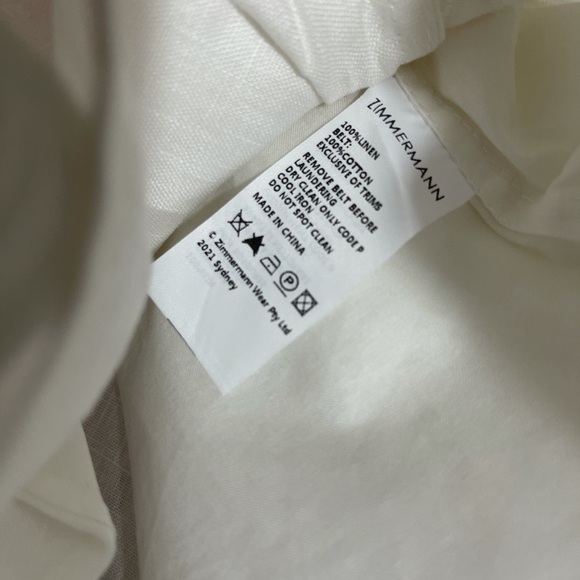 ZIMMERMANN
100%LINEN
BELT:
100%COTTON
EXCLUSIVE OF TRIMS
REMOVE BELT BEFORE
LAUNDERING
DRY CLEAN ONLY CODE P
COOL IRON
DO NOT SPOT CLEAN
MADE IN CHINA
P
© Zimmermann Wear Pty Ltd
2021 Sydney